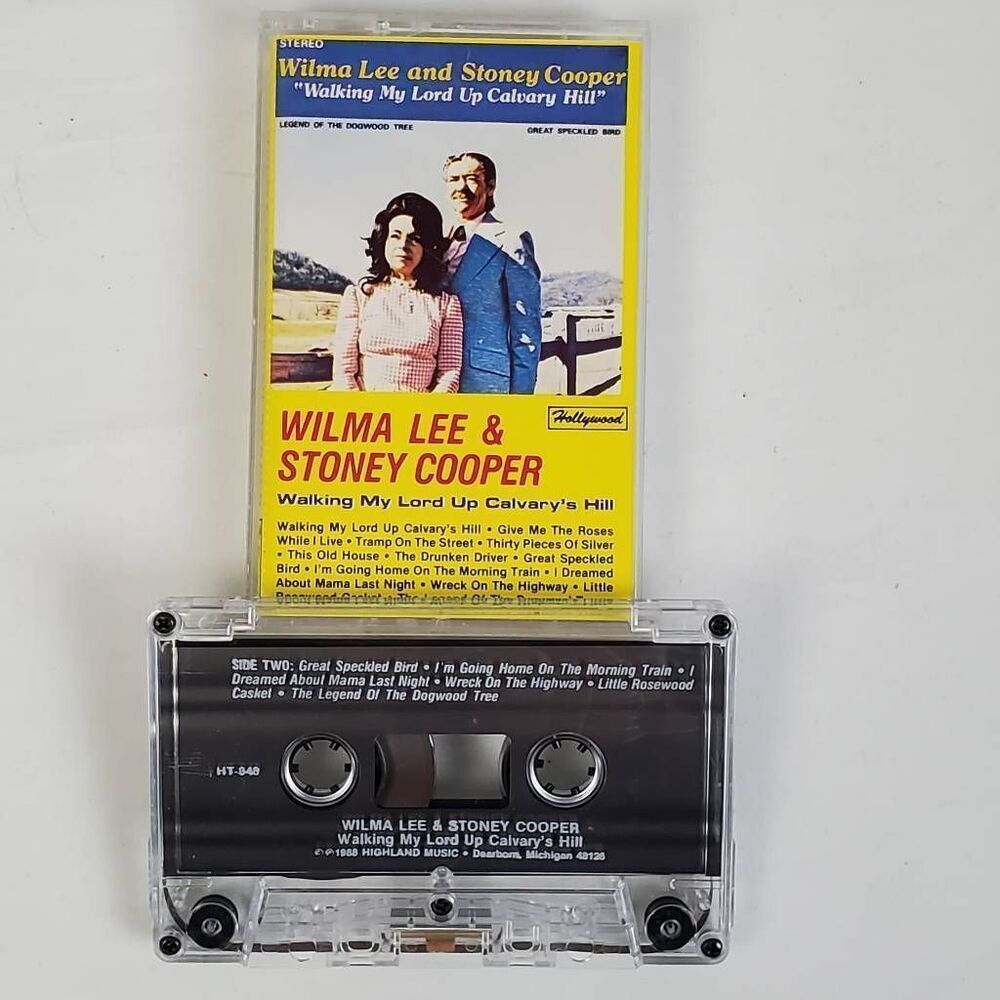 STEREO
Wilma Lee and Stoney Cooper
"Walking My Lord Up Calvary Hill"
LEGEND OF THE DOGWOOD TREE
GREAT SPECKLED BIRD
Hollywood
WILMA LEE &
STONEY COOPER
Walking My Lord Up Calvary's Hill
Walking My Lord Up Calvary's Hill • Give Me The Roses
While I Live • Tramp On The Street • Thirty Pieces Of Silver
• This Old House • The Drunken Driver • Great Speckled
Bird • I'm Going Home On The Morning Train • I Dreamed
About Mama Last Night • Wreck On The Highway • Little
SIDE TWO: Great Speckled Bird • I'm Going Home On The Morning Train • I
Dreamed About Mama Last Night • Wreck On The Highway • Little Rosewood
Casket • The Legend Of The Dogwood Tree
WILMA LEE & STONEY COOPER
Walking My Lord Up Calvary's Hill
©℗1988 HIGHLAND MUSIC • Dearborn, Michigan 48126